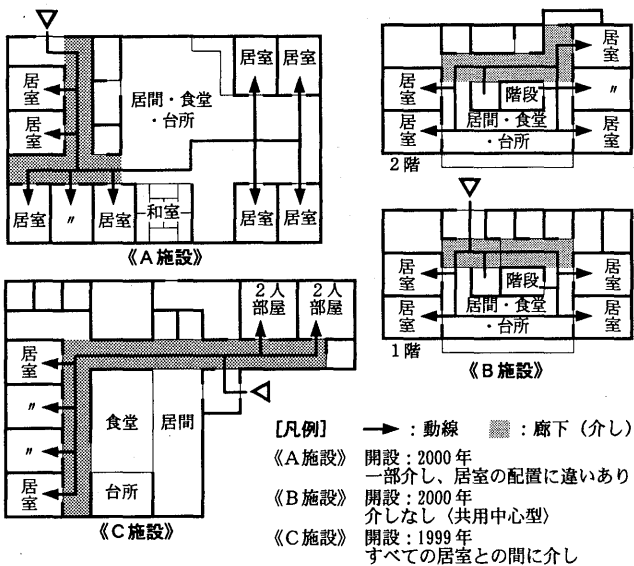 居室
居室
居室
〃
居室
居間・食堂
・台所
和室
居室
居室
居室
居室
《A施設》
居室
居室
居室
〃
居室
階段
居間・食堂
・台所
2階
居室
居室
居室
居室
階段
居間・食堂
・台所
1階
《B施設》
2人
部屋
2人
部屋
居室
〃
〃
居室
食堂
居間
台所
《C施設》
[凡例]
：動線
：廊下（介し）
《A施設》 開設：2000年
一部介し、居室の配置に違いあり
《B施設》 開設：2000年
介しなし〈共用中心型〉
《C施設》 開設：1999年
すべての居室との間に介し